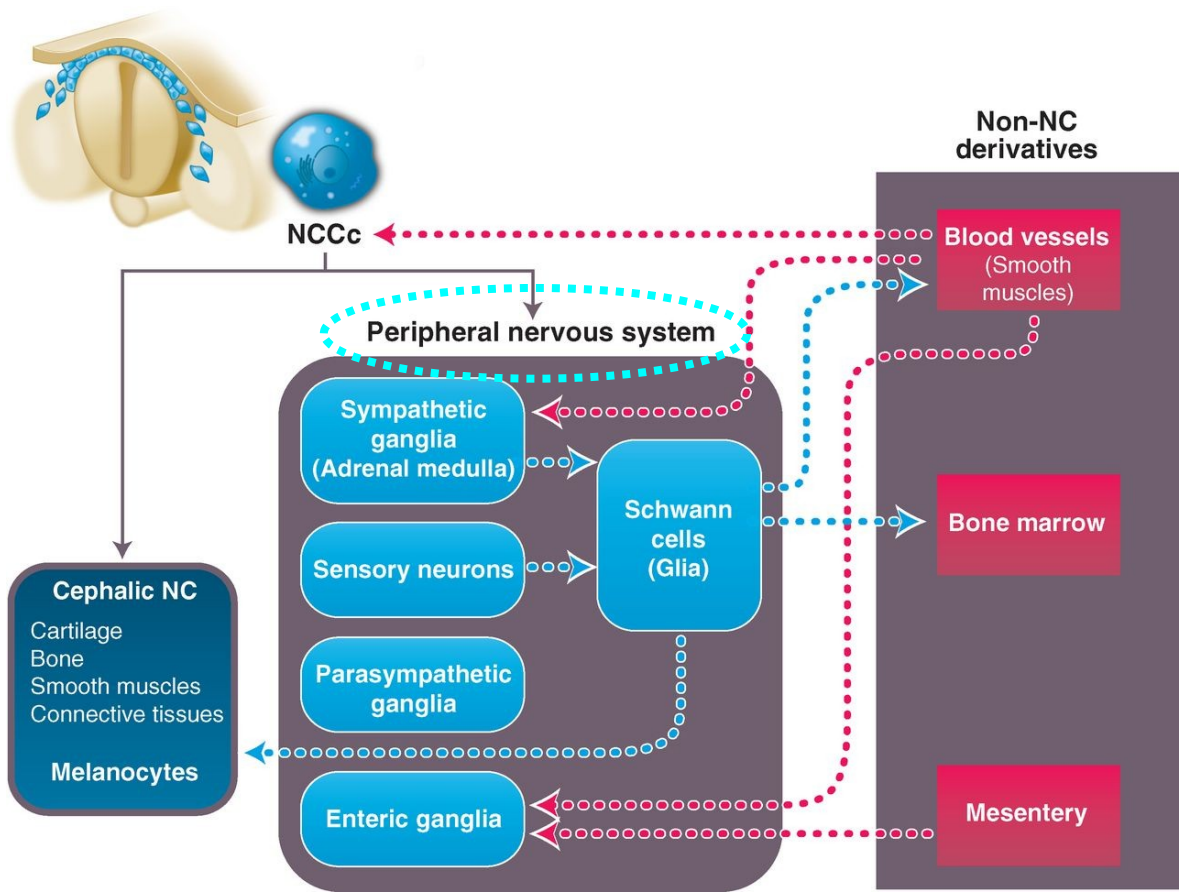 Non-NC
derivatives
NCCc
Blood vessels
(Smooth
muscles)
Peripheral nervous system
Sympathetic
ganglia
(Adrenal medulla)
Schwann
cells
(Glia)
Bone marrow
Sensory neurons
Cephalic NC
Cartilage
Bone
Smooth muscles
Connective tissues
Melanocytes
Parasympathetic
ganglia
Enteric ganglia
Mesentery